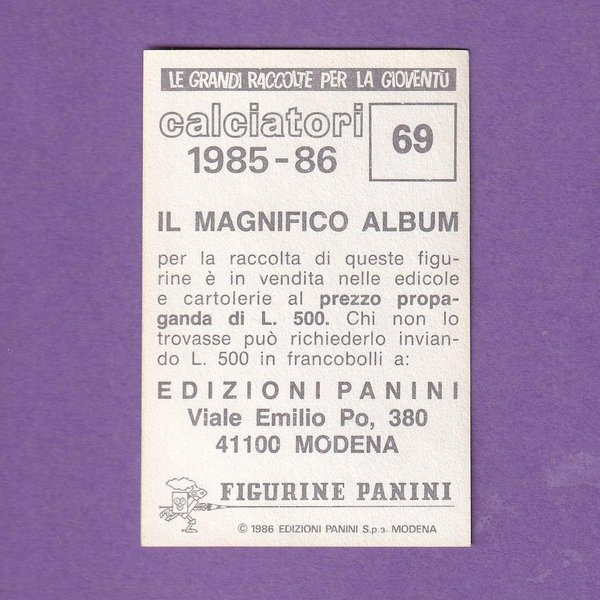 LE GRANDI RACCOLTE PER LA GIOVENTÙ
calciatori
1985-86
69
IL MAGNIFICO ALBUM
per la raccolta di queste figu-
rine è in vendita nelle edicole
e cartolerie al prezzo propa-
ganda di L. 500. Chi non lo
trovasse può richiederlo invian-
do L. 500 in francobolli a:
EDIZIONI PANINI
Viale Emilio Po, 380
41100 MODENA
FIGURINE PANINI
© 1986 EDIZIONI PANINI S.p.a. MODENA